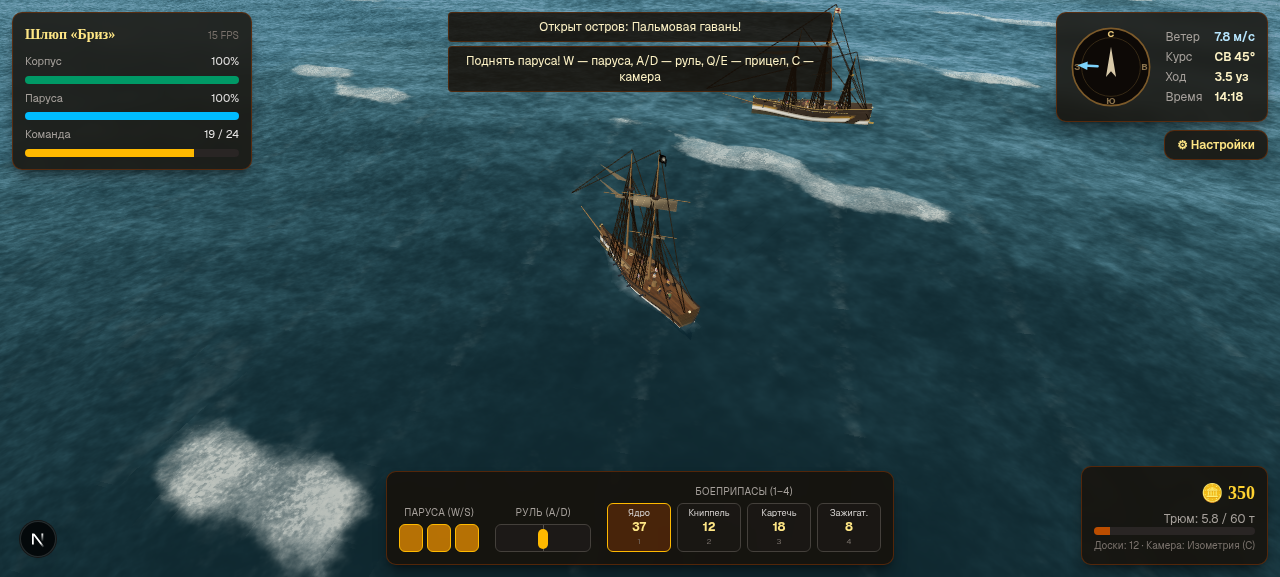 Шлюп «Бриз»
15 FPS
Корпус
100%
Паруса
100%
Команда
19 / 24
Открыт остров: Пальмовая гавань!
Поднять паруса! W — паруса, A/D — руль, Q/E — прицел, C —
камера
С
З
В
Ю
Ветер 7.8 м/с
Курс СВ 45°
Ход 3.5 уз
Время 14:18
⚙ Настройки
N
ПАРУСА (W/S)
РУЛЬ (A/D)
БОЕПРИПАСЫ (1–4)
Ядро
37
1
Книппель
12
2
Картечь
18
3
Зажигат.
8
4
350
Трюм: 5.8 / 60 т
Доски: 12 · Камера: Изометрия (C)